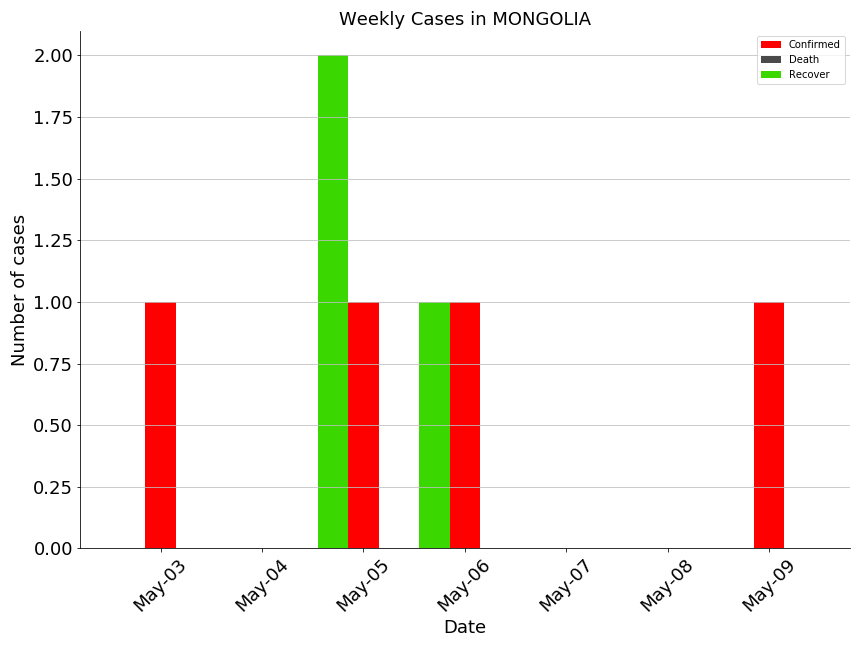 Weekly Cases in MONGOLIA
Confirmed
Death
Recover
Number of cases
2.00
1.75
1.50
1.25
1.00
0.75
0.50
0.25
0.00
May-03 May-04 May-05 May-06 May-07 May-08 May-09
Date